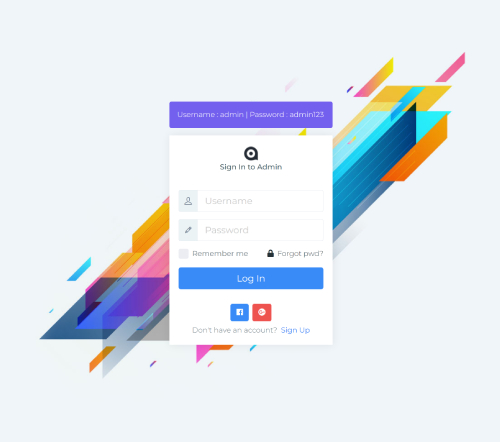 Username : admin | Password : admin123
Sign In to Admin
Username
Password
Remember me
Forgot pwd?
Log In
Don't have an account? Sign Up